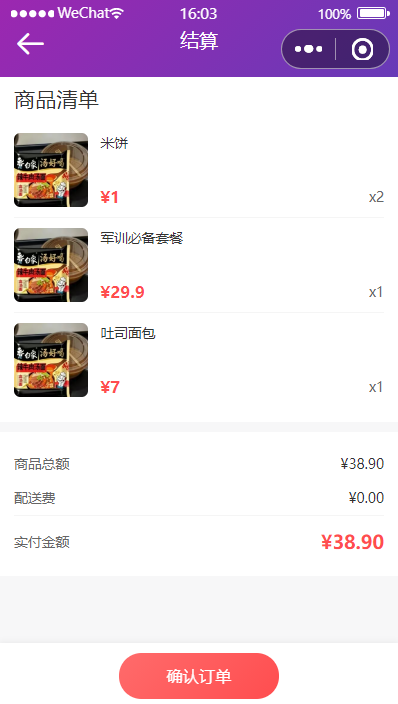 WeChat 16:03 100%
结算
商品清单
米饼
¥1 x2
军训必备套餐
¥29.9 x1
吐司面包
¥7 x1
商品总额 ¥38.90
配送费 ¥0.00
实付金额 ¥38.90
确认订单